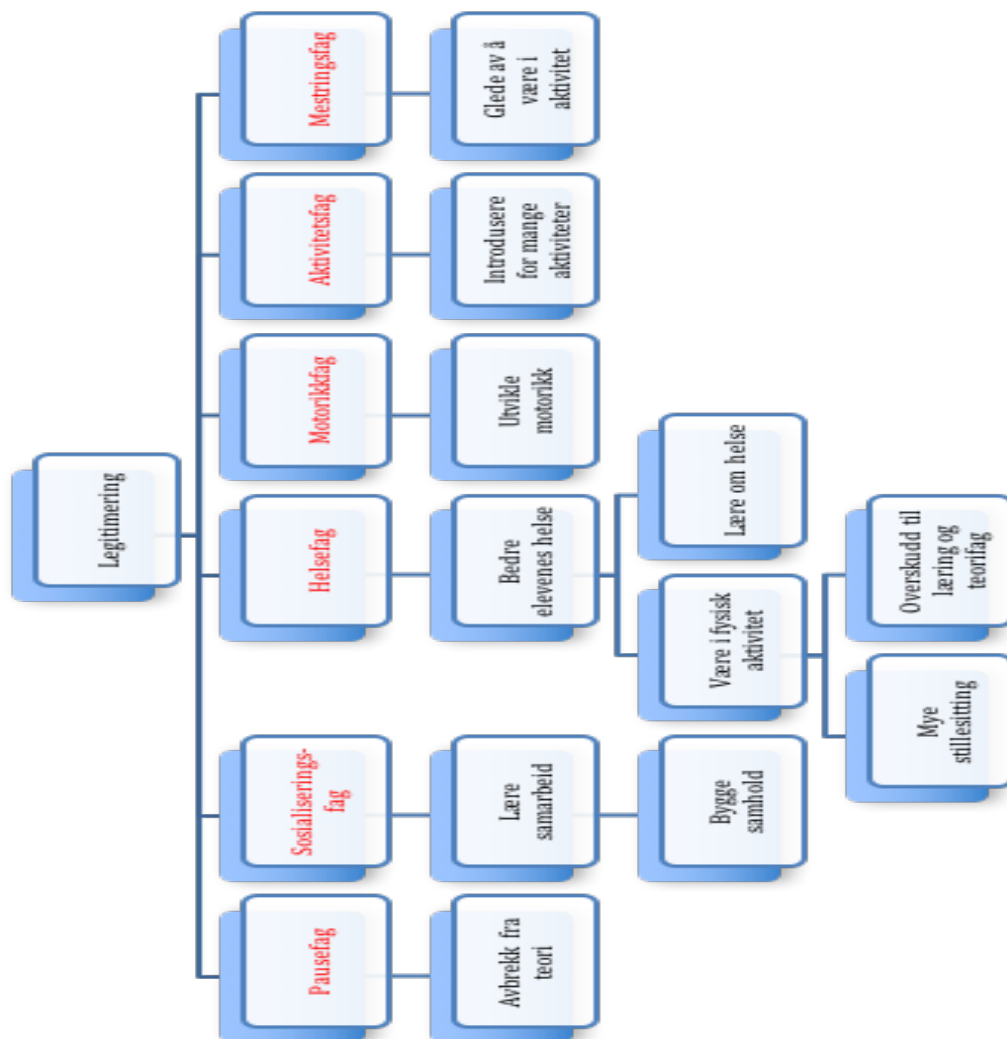 Legitimering
Pausefag
Sosialiserings-
fag
Helsefag
Motorikkfag
Aktivitetsfag
Mestringsfag
Avbrekk fra
teori
Lære
samarbeid
Bedre
elevenes helse
Utvikle
motorikk
Introdusere
for mange
aktiviteter
Glede av å
være i
aktivitet
Bygge
samhold
Være i fysisk
aktivitet
Lære om helse
Mye
stillesitting
Overskudd til
læring og
teorifag